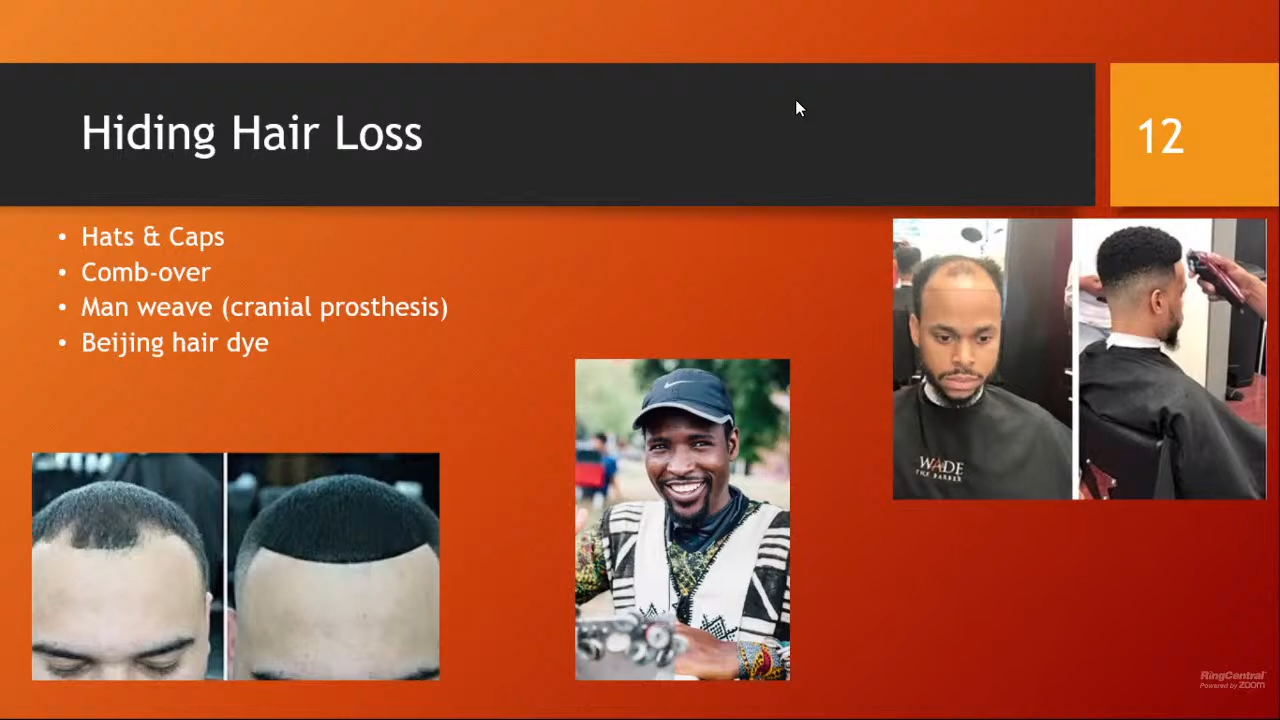 Hiding Hair Loss
12
• Hats & Caps
• Comb-over
• Man weave (cranial prosthesis)
• Beijing hair dye
WADE
THE BARBER
RingCentral
Powered by zoom